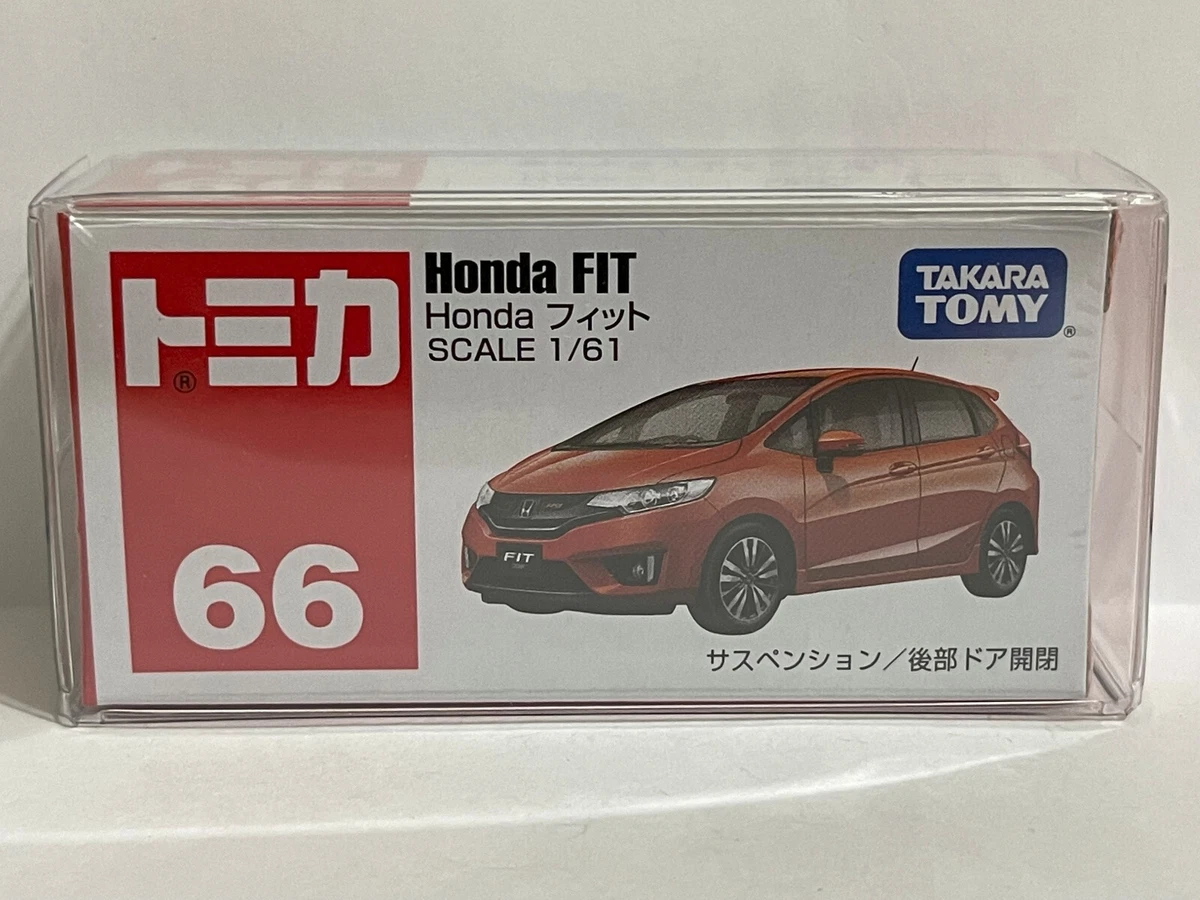 トミカ®
66
Honda FIT
Honda フィット
SCALE 1/61
TAKARA
TOMY®
FIT
サスペンション／後部ドア開閉